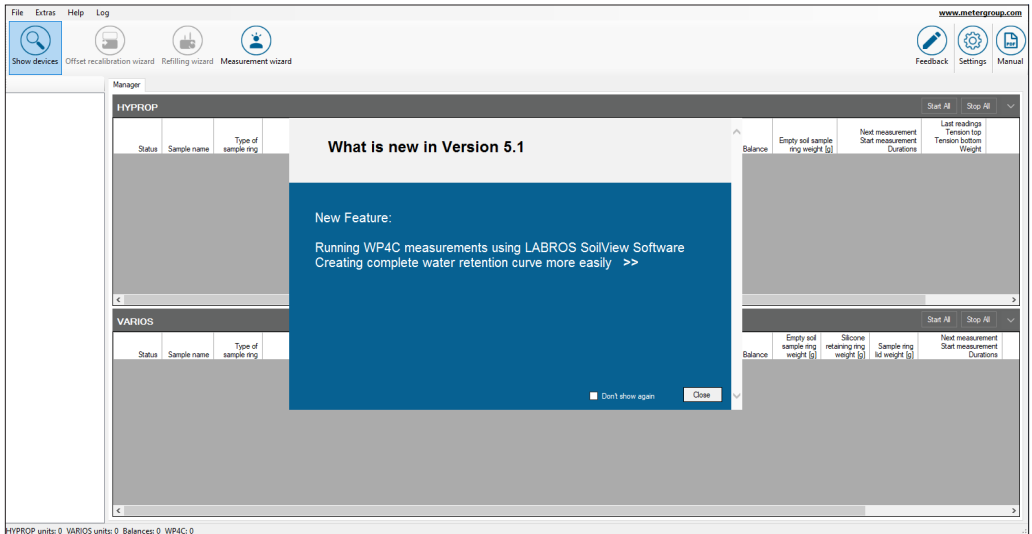 File Extras Help Log
www.metergroup.com
Show devices Offset recalibration wizard Refilling wizard Measurement wizard
PDF
Feedback Settings Manual
Manager
HYPROP Start All Stop All
Status Sample name Type of sample ring
Balance Empty soil sample ring weight [g] Next measurement Start measurement Durations Last readings Tension top Tension bottom Weight
What is new in Version 5.1
New Feature:
Running WP4C measurements using LABROS SoilView Software
Creating complete water retention curve more easily >>
Don't show again Close
VARIOS Start All Stop All
Status Sample name Type of sample ring
Balance Empty soil sample ring weight [g] Silicone retaining ring weight [g] Sample ring lid weight [g] Next measurement Start measurement Durations
HYPROP units: 0 VARIOS units: 0 Balances: 0 WP4C: 0